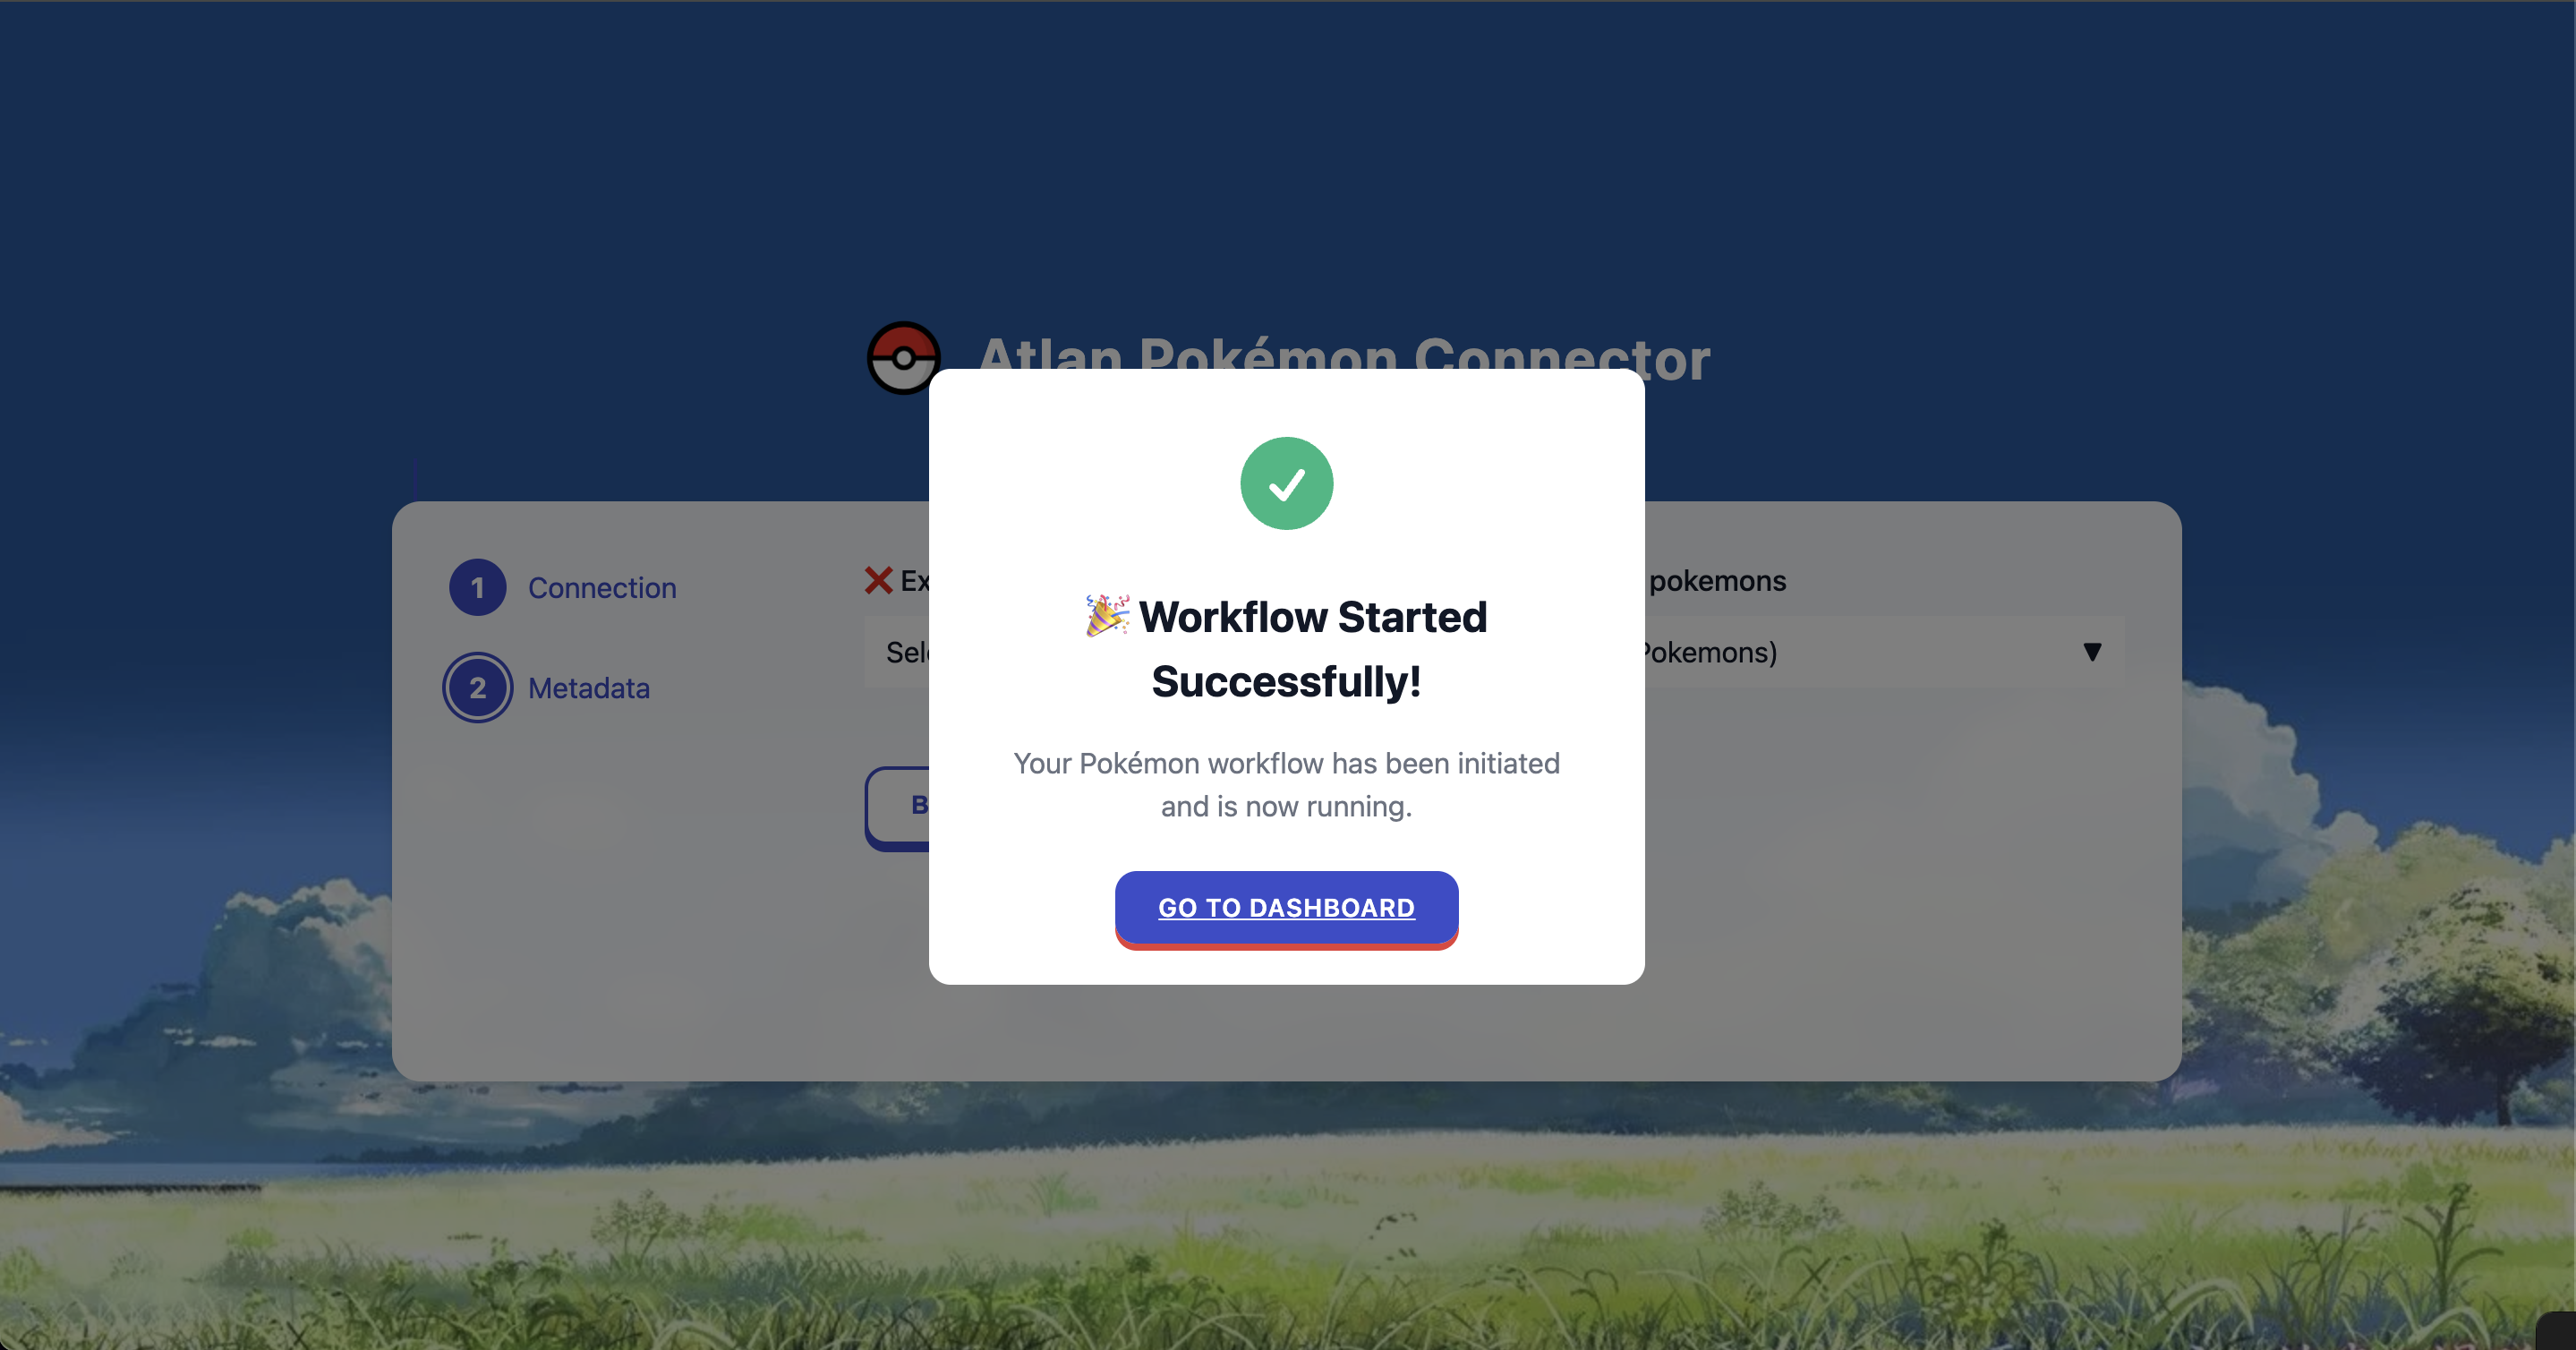 Atlan Pokémon Connector
1 Connection
2 Metadata
❌ Ex
pokemons
Sel
Pokemons)
▼
B
🎉 Workflow Started
Successfully!
Your Pokémon workflow has been initiated
and is now running.
GO TO DASHBOARD